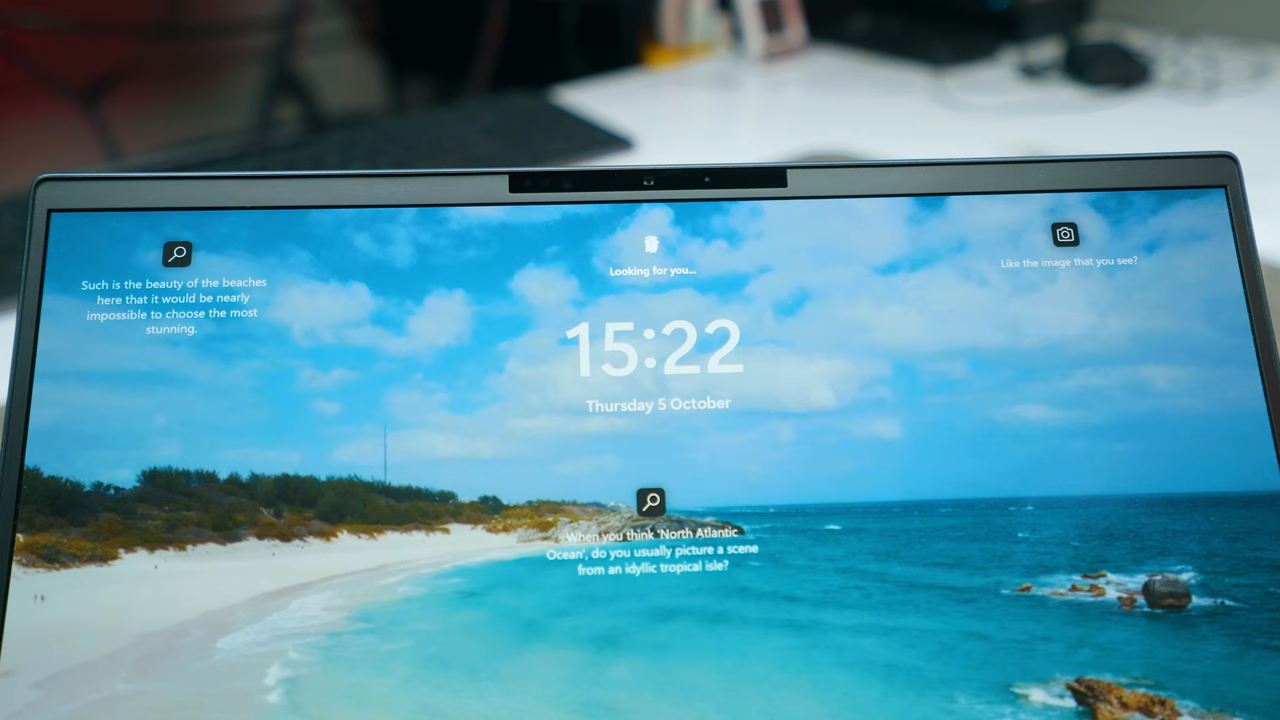 Such is the beauty of the beaches
here that it would be nearly
impossible to choose the most
stunning.
Looking for you...
Like the image that you see?
15:22
Thursday 5 October
When you think 'North Atlantic
Ocean', do you usually picture a scene
from an idyllic tropical isle?